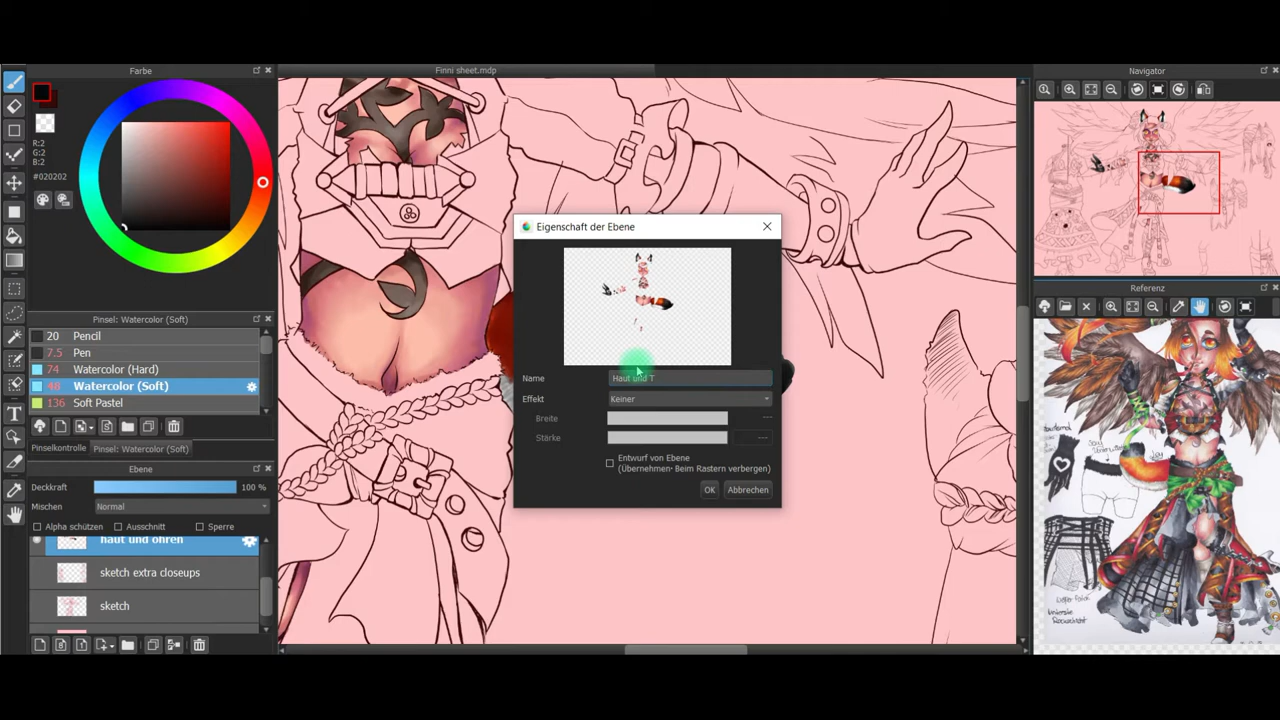 Farbe
R:2
G:2
B:2
#020202
Pinsel: Watercolor (Soft)
20 Pencil
7.5 Pen
74 Watercolor (Hard)
48 Watercolor (Soft)
136 Soft Pastel
Pinselkontrolle
Pinsel: Watercolor (Soft)
Ebene
Deckkraft 100 %
Mischen Normal
Alpha schützen Ausschnitt Sperre
haut und ohren
sketch extra closeups
sketch
Finni sheet.mdp
Eigenschaft der Ebene
Name Haut und T
Effekt Keiner
Breite ---
Stärke ---
Entwurf von Ebene
(Übernehmen- Beim Rastern verbergen)
OK Abbrechen
Navigator
Referenz